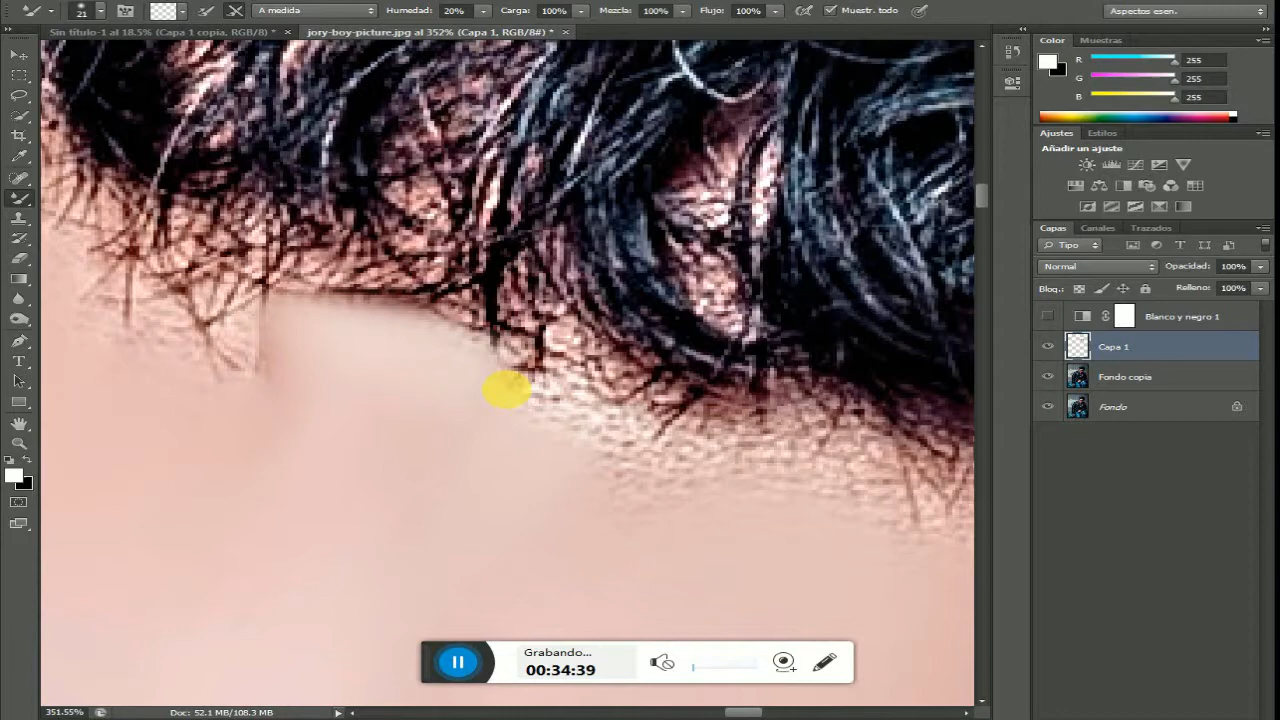 21
A medida
Humedad: 20%
Carga: 100%
Mezcla: 100%
Flujo: 100%
Muestr. todo
Aspectos esen.
Sin título-1 al 18.5% (Capa 1 copia, RGB/8) *
jory-boy-picture.jpg al 352% (Capa 1, RGB/8#) *
Color
Muestras
R 255
G 255
B 255
Ajustes
Estilos
Añadir un ajuste
Capas
Canales
Trazados
Tipo
Normal
Opacidad: 100%
Bloq.:
Relleno: 100%
Blanco y negro 1
Capa 1
Fondo copia
Fondo
Grabando...
00:34:39
351.55%
Doc: 52.1 MB/108.3 MB